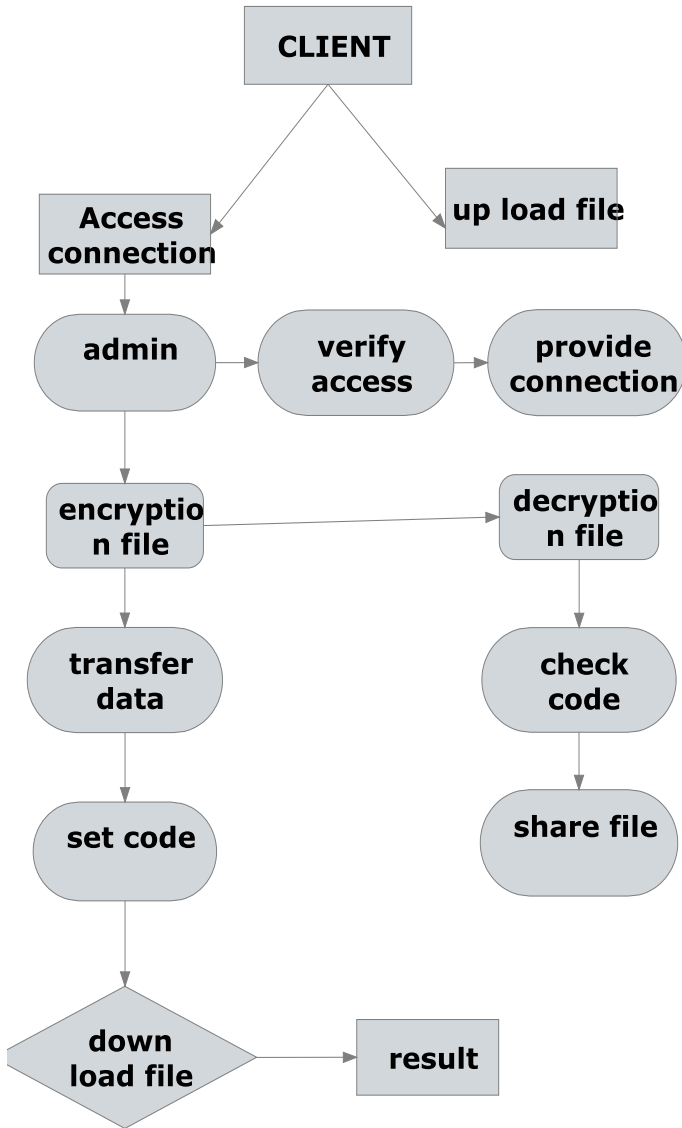 CLIENT
up load file
Access
connection
admin
verify
access
provide
connection
encryptio
n file
decryptio
n file
transfer
data
check
code
set code
share file
down
load file
result